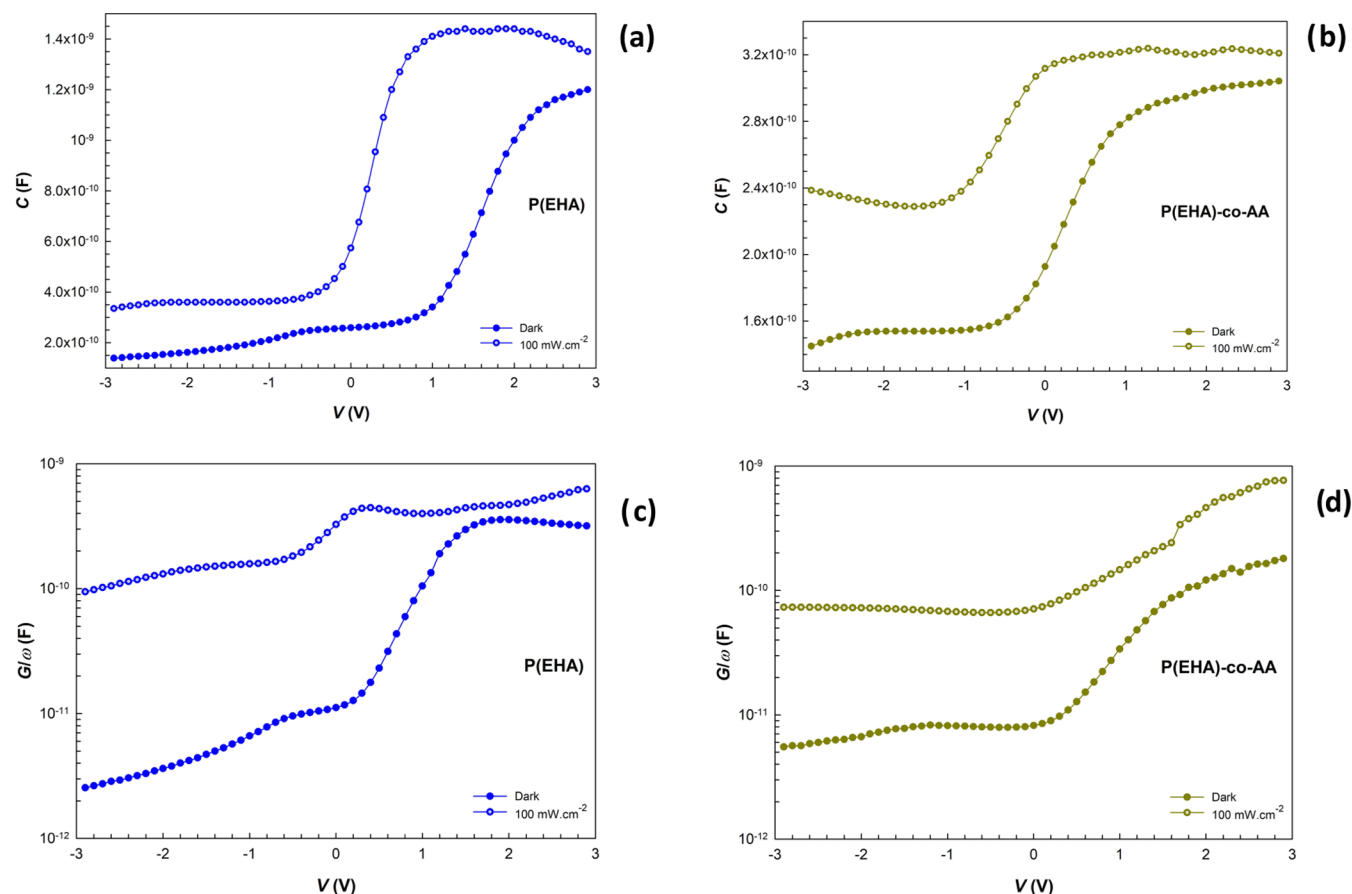 (a)
C (F)
1.4x10⁻⁹
1.2x10⁻⁹
10⁻⁹
8.0x10⁻¹⁰
6.0x10⁻¹⁰
4.0x10⁻¹⁰
2.0x10⁻¹⁰
P(EHA)
Dark
100 mW.cm⁻²
-3 -2 -1 0 1 2 3
V (V)
(b)
C (F)
3.2x10⁻¹⁰
2.8x10⁻¹⁰
2.4x10⁻¹⁰
2.0x10⁻¹⁰
1.6x10⁻¹⁰
P(EHA)-co-AA
Dark
100 mW.cm⁻²
-3 -2 -1 0 1 2 3
V (V)
(c)
G/ω (F)
10⁻⁹
10⁻¹⁰
10⁻¹¹
10⁻¹²
P(EHA)
Dark
100 mW.cm⁻²
-3 -2 -1 0 1 2 3
V (V)
(d)
G/ω (F)
10⁻⁹
10⁻¹⁰
10⁻¹¹
10⁻¹²
P(EHA)-co-AA
Dark
100 mW.cm⁻²
-3 -2 -1 0 1 2 3
V (V)